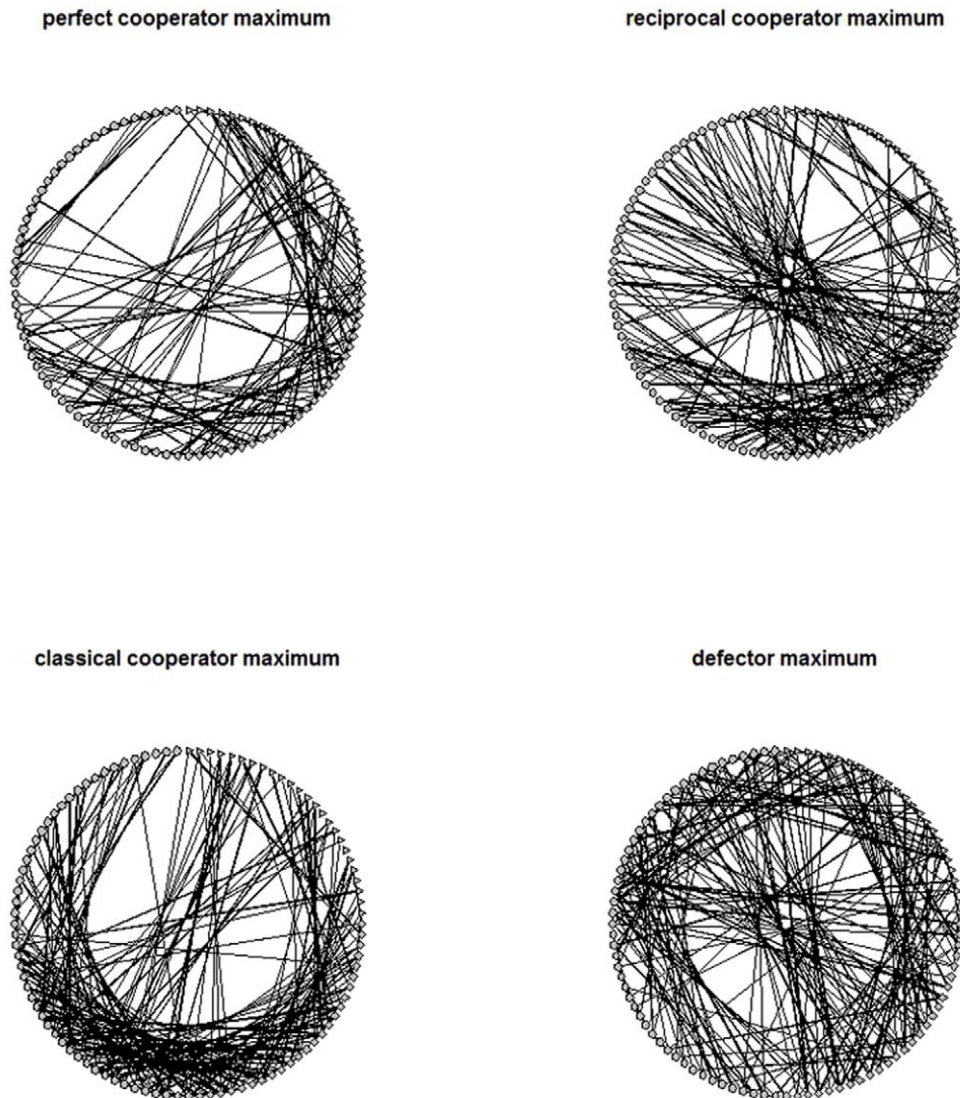 perfect cooperator maximum
reciprocal cooperator maximum
classical cooperator maximum
defector maximum